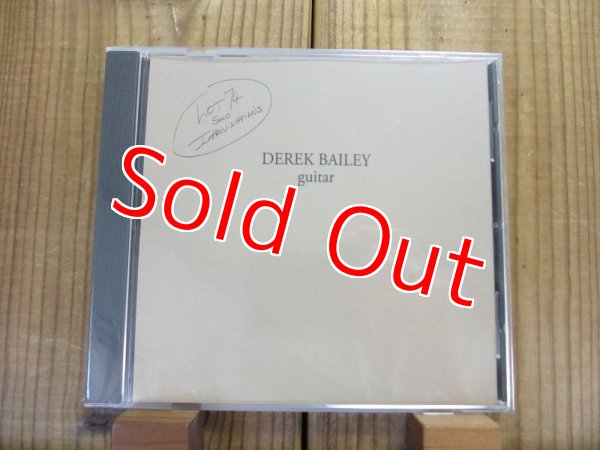 LOT 74
SOLO
IMPROVISATIONS
DEREK BAILEY
guitar
Sold Out